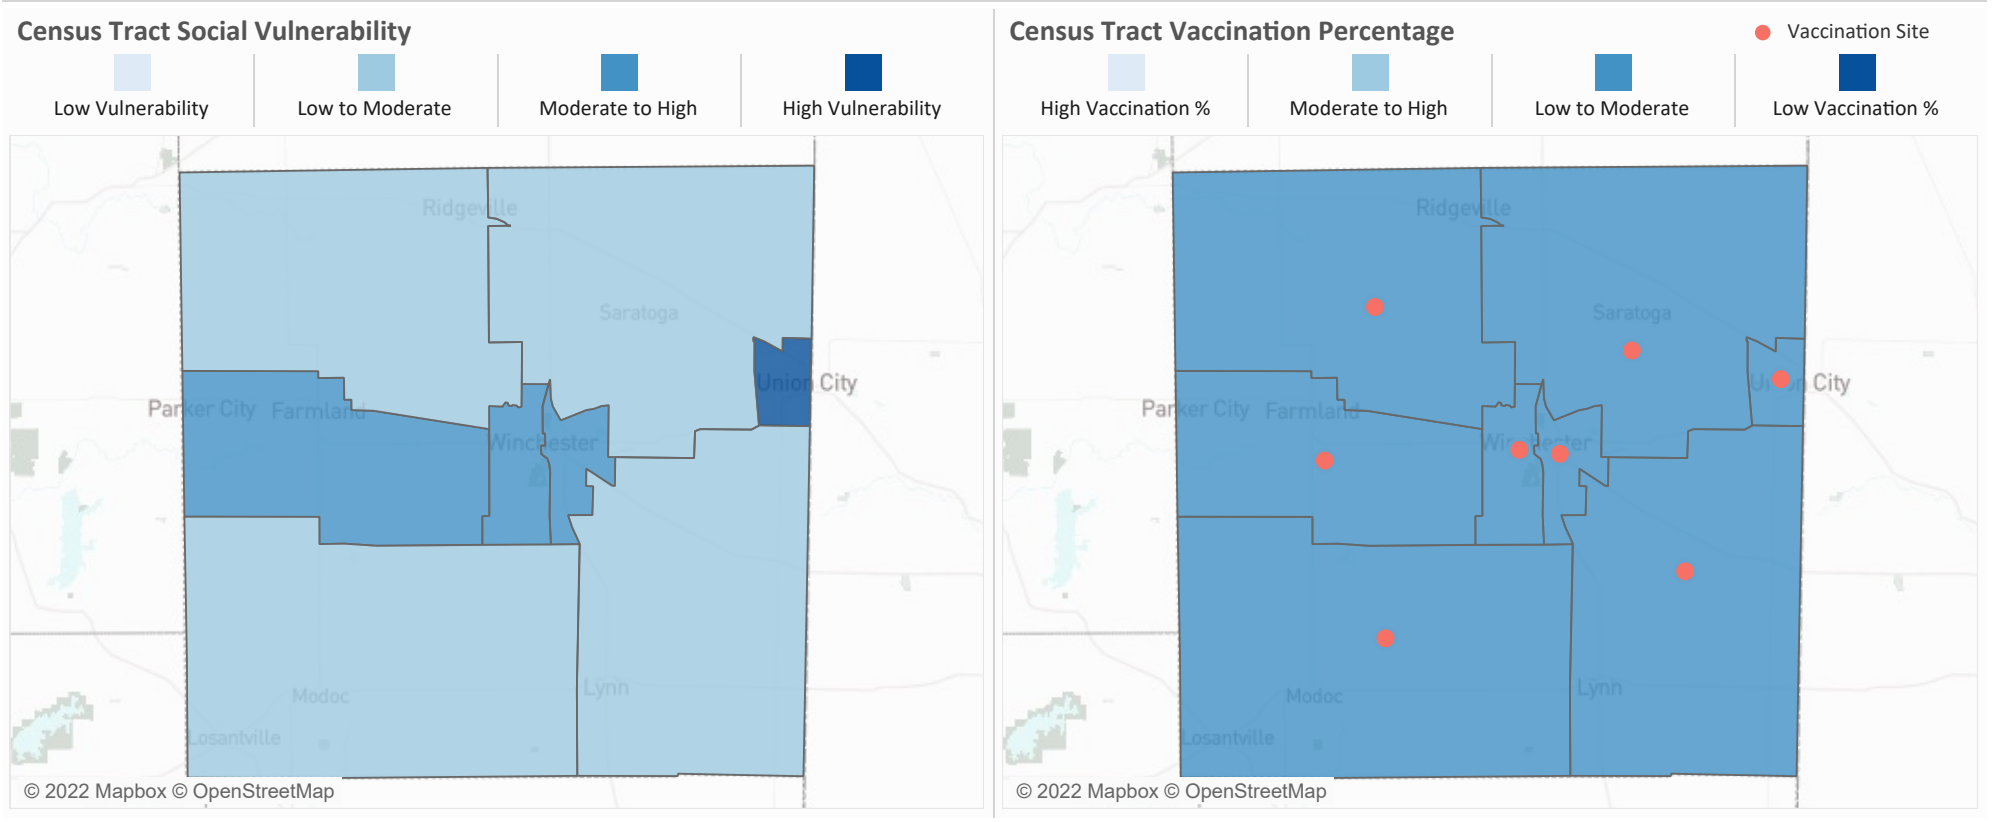 Census Tract Social Vulnerability
Low Vulnerability
Low to Moderate
Moderate to High
High Vulnerability
Ridgeville
Saratoga
Union City
Parker City
Farmland
Winchester
Modoc
Lynn
Losantville
© 2022 Mapbox © OpenStreetMap
Census Tract Vaccination Percentage
Vaccination Site
High Vaccination %
Moderate to High
Low to Moderate
Low Vaccination %
Ridgeville
Saratoga
Union City
Parker City
Farmland
Winchester
Modoc
Lynn
Losantville
© 2022 Mapbox © OpenStreetMap